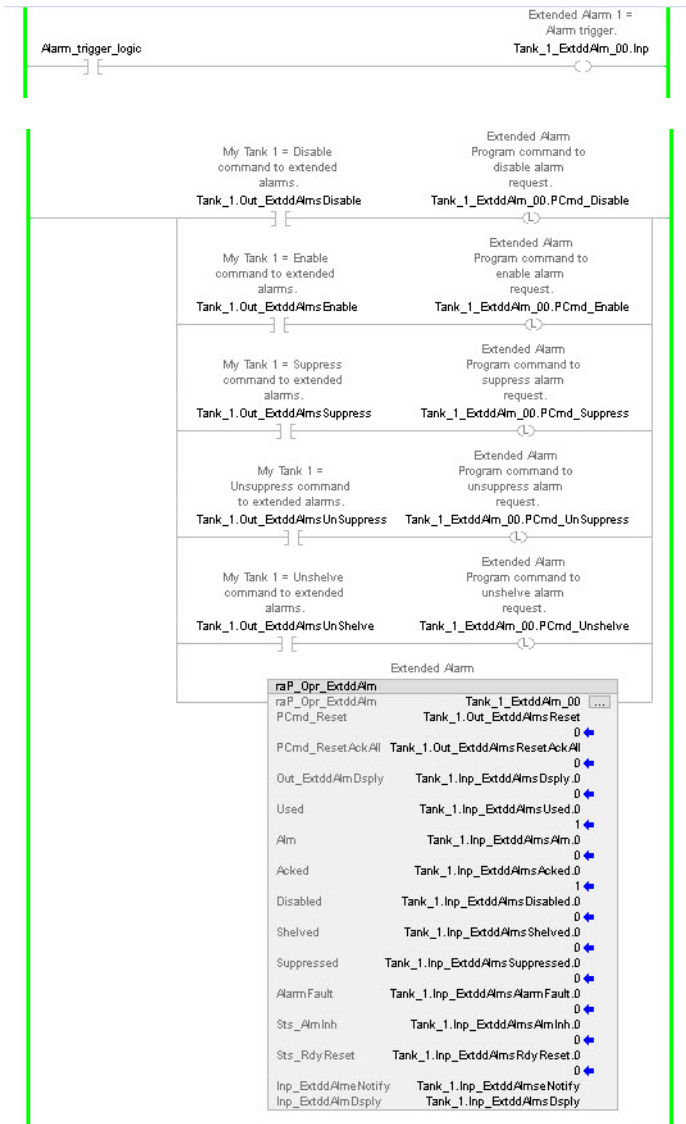 Extended Alarm 1 =
Alarm trigger.
Alarm_trigger_logic
Tank_1_ExtddAlm_00.Inp
My Tank 1 = Disable
command to extended
alarms.
Tank_1.Out_ExtddAlmsDisable
Extended Alarm
Program command to
disable alarm
request.
Tank_1_ExtddAlm_00.PCmd_Disable
L
My Tank 1 = Enable
command to extended
alarms.
Tank_1.Out_ExtddAlmsEnable
Extended Alarm
Program command to
enable alarm
request.
Tank_1_ExtddAlm_00.PCmd_Enable
L
My Tank 1 = Suppress
command to extended
alarms.
Tank_1.Out_ExtddAlmsSuppress
Extended Alarm
Program command to
suppress alarm
request.
Tank_1_ExtddAlm_00.PCmd_Suppress
L
My Tank 1 =
Unsuppress command
to extended alarms.
Tank_1.Out_ExtddAlmsUnSuppress
Extended Alarm
Program command to
unsuppress alarm
request.
Tank_1_ExtddAlm_00.PCmd_UnSuppress
L
My Tank 1 = Unshelve
command to extended
alarms.
Tank_1.Out_ExtddAlmsUnShelve
Extended Alarm
Program command to
unshelve alarm
request.
Tank_1_ExtddAlm_00.PCmd_Unshelve
L
Extended Alarm
raP_Opr_ExtddAlm
raP_Opr_ExtddAlm Tank_1_ExtddAlm_00 ...
PCmd_Reset Tank_1.Out_ExtddAlmsReset
0
PCmd_ResetAckAll Tank_1.Out_ExtddAlmsResetAckAll
0
Out_ExtddAlmDsply Tank_1.Inp_ExtddAlmsDsply.0
0
Used Tank_1.Inp_ExtddAlmsUsed.0
1
Alm Tank_1.Inp_ExtddAlmsAlm.0
0
Acked Tank_1.Inp_ExtddAlmsAcked.0
1
Disabled Tank_1.Inp_ExtddAlmsDisabled.0
0
Shelved Tank_1.Inp_ExtddAlmsShelved.0
0
Suppressed Tank_1.Inp_ExtddAlmsSuppressed.0
0
AlarmFault Tank_1.Inp_ExtddAlmsAlarmFault.0
0
Sts_AlmInh Tank_1.Inp_ExtddAlmsAlmInh.0
0
Sts_RdyReset Tank_1.Inp_ExtddAlmsRdyReset.0
0
Inp_ExtddAlmeNotify Tank_1.Inp_ExtddAlmseNotify
Inp_ExtddAlmDsply Tank_1.Inp_ExtddAlmsDsply